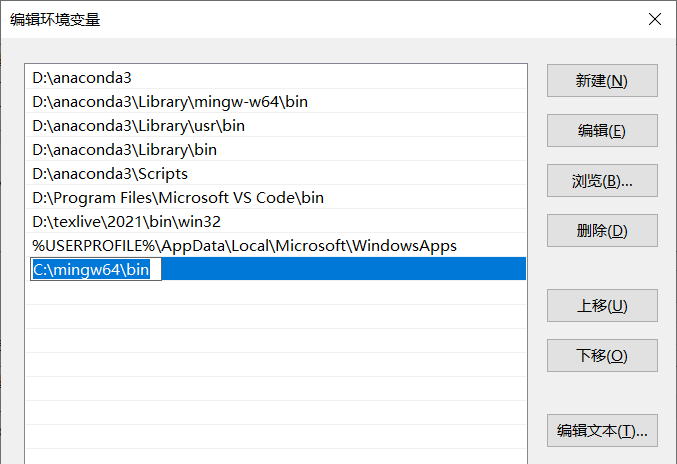 编辑环境变量
D:\anaconda3
D:\anaconda3\Library\mingw-w64\bin
D:\anaconda3\Library\usr\bin
D:\anaconda3\Library\bin
D:\anaconda3\Scripts
D:\Program Files\Microsoft VS Code\bin
D:\texlive\2021\bin\win32
%USERPROFILE%\AppData\Local\Microsoft\WindowsApps
C:\mingw64\bin
新建(N)
编辑(E)
浏览(B)...
删除(D)
上移(U)
下移(O)
编辑文本(T)...